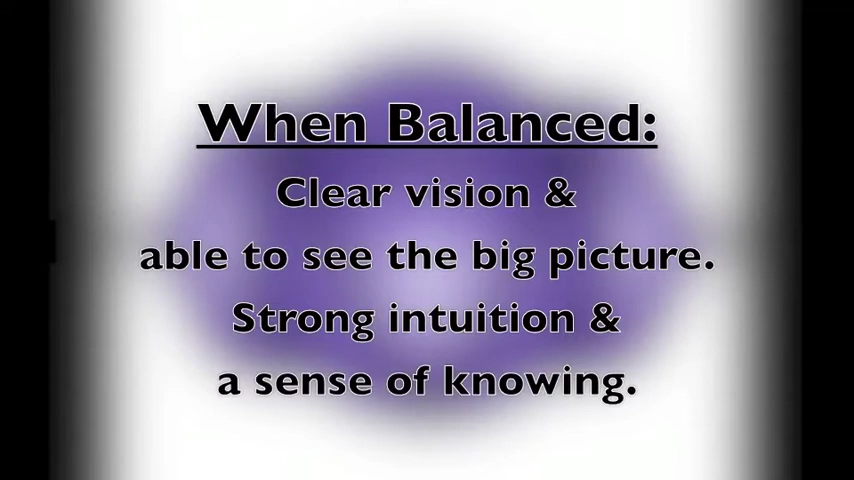 When Balanced:
Clear vision &
able to see the big picture.
Strong intuition &
a sense of knowing.